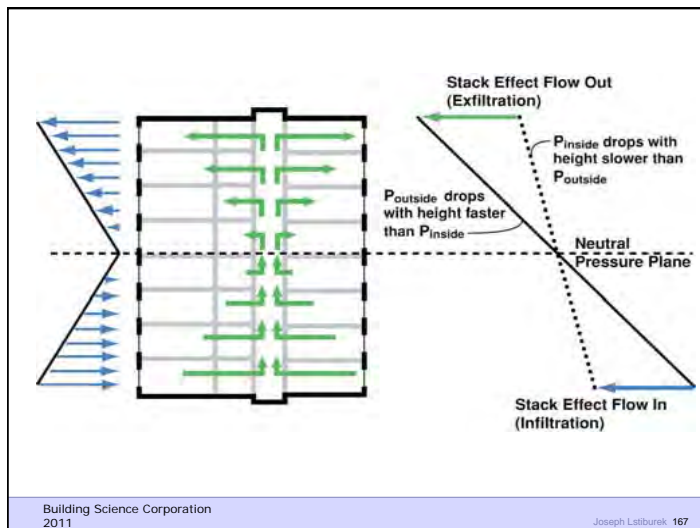 Stack Effect Flow Out
(Exfiltration)
Pinside drops with
height slower than
Poutside
Poutside drops
with height faster
than Pinside
Neutral
Pressure Plane
Stack Effect Flow In
(Infiltration)
Building Science Corporation
2011
Joseph Lstiburek 167